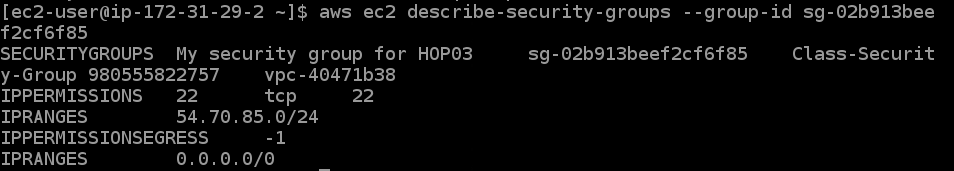 [ec2-user@ip-172-31-29-2 ~]$ aws ec2 describe-security-groups --group-id sg-02b913bee
f2cf6f85
SECURITYGROUPS  My security group for HOP03     sg-02b913beef2cf6f85    Class-Securit
y-Group 980555822757    vpc-40471b38
IPPERMISSIONS   22      tcp     22
IPRANGES        54.70.85.0/24
IPPERMISSIONSEGRESS     -1
IPRANGES        0.0.0.0/0